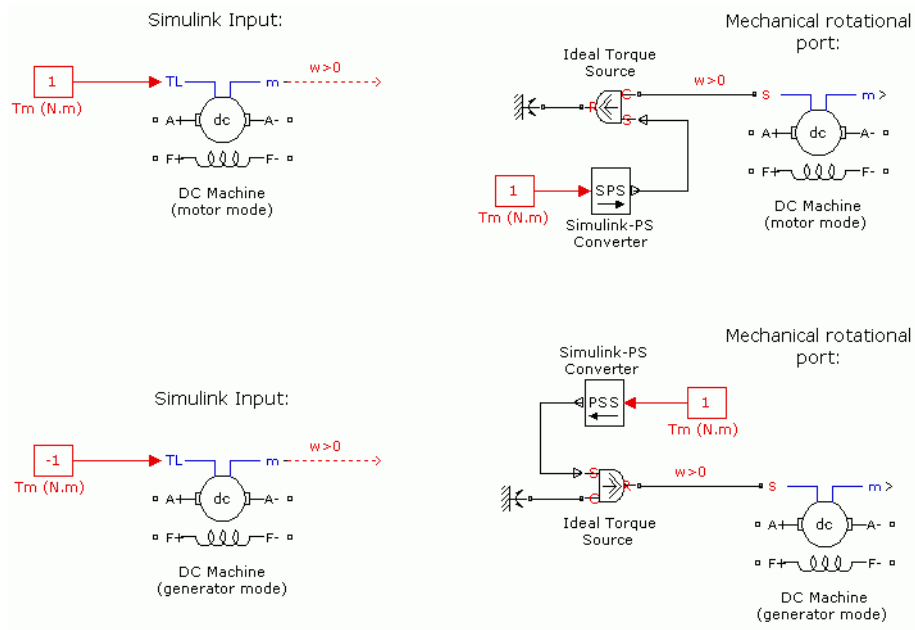 Simulink Input:
1
Tm (N.m)
TL
m
w>0
A+
dc
A-
F+
F-
DC Machine
(motor mode)
Mechanical rotational
port:
Ideal Torque
Source
R
C
S
w>0
S
m
A+
dc
A-
F+
F-
DC Machine
(motor mode)
1
Tm (N.m)
SPS
Simulink-PS
Converter
Simulink Input:
-1
Tm (N.m)
TL
m
w>0
A+
dc
A-
F+
F-
DC Machine
(generator mode)
Mechanical rotational
port:
Simulink-PS
Converter
PSS
1
Tm (N.m)
S
C
R
Ideal Torque
Source
w>0
S
m
A+
dc
A-
F+
F-
DC Machine
(generator mode)